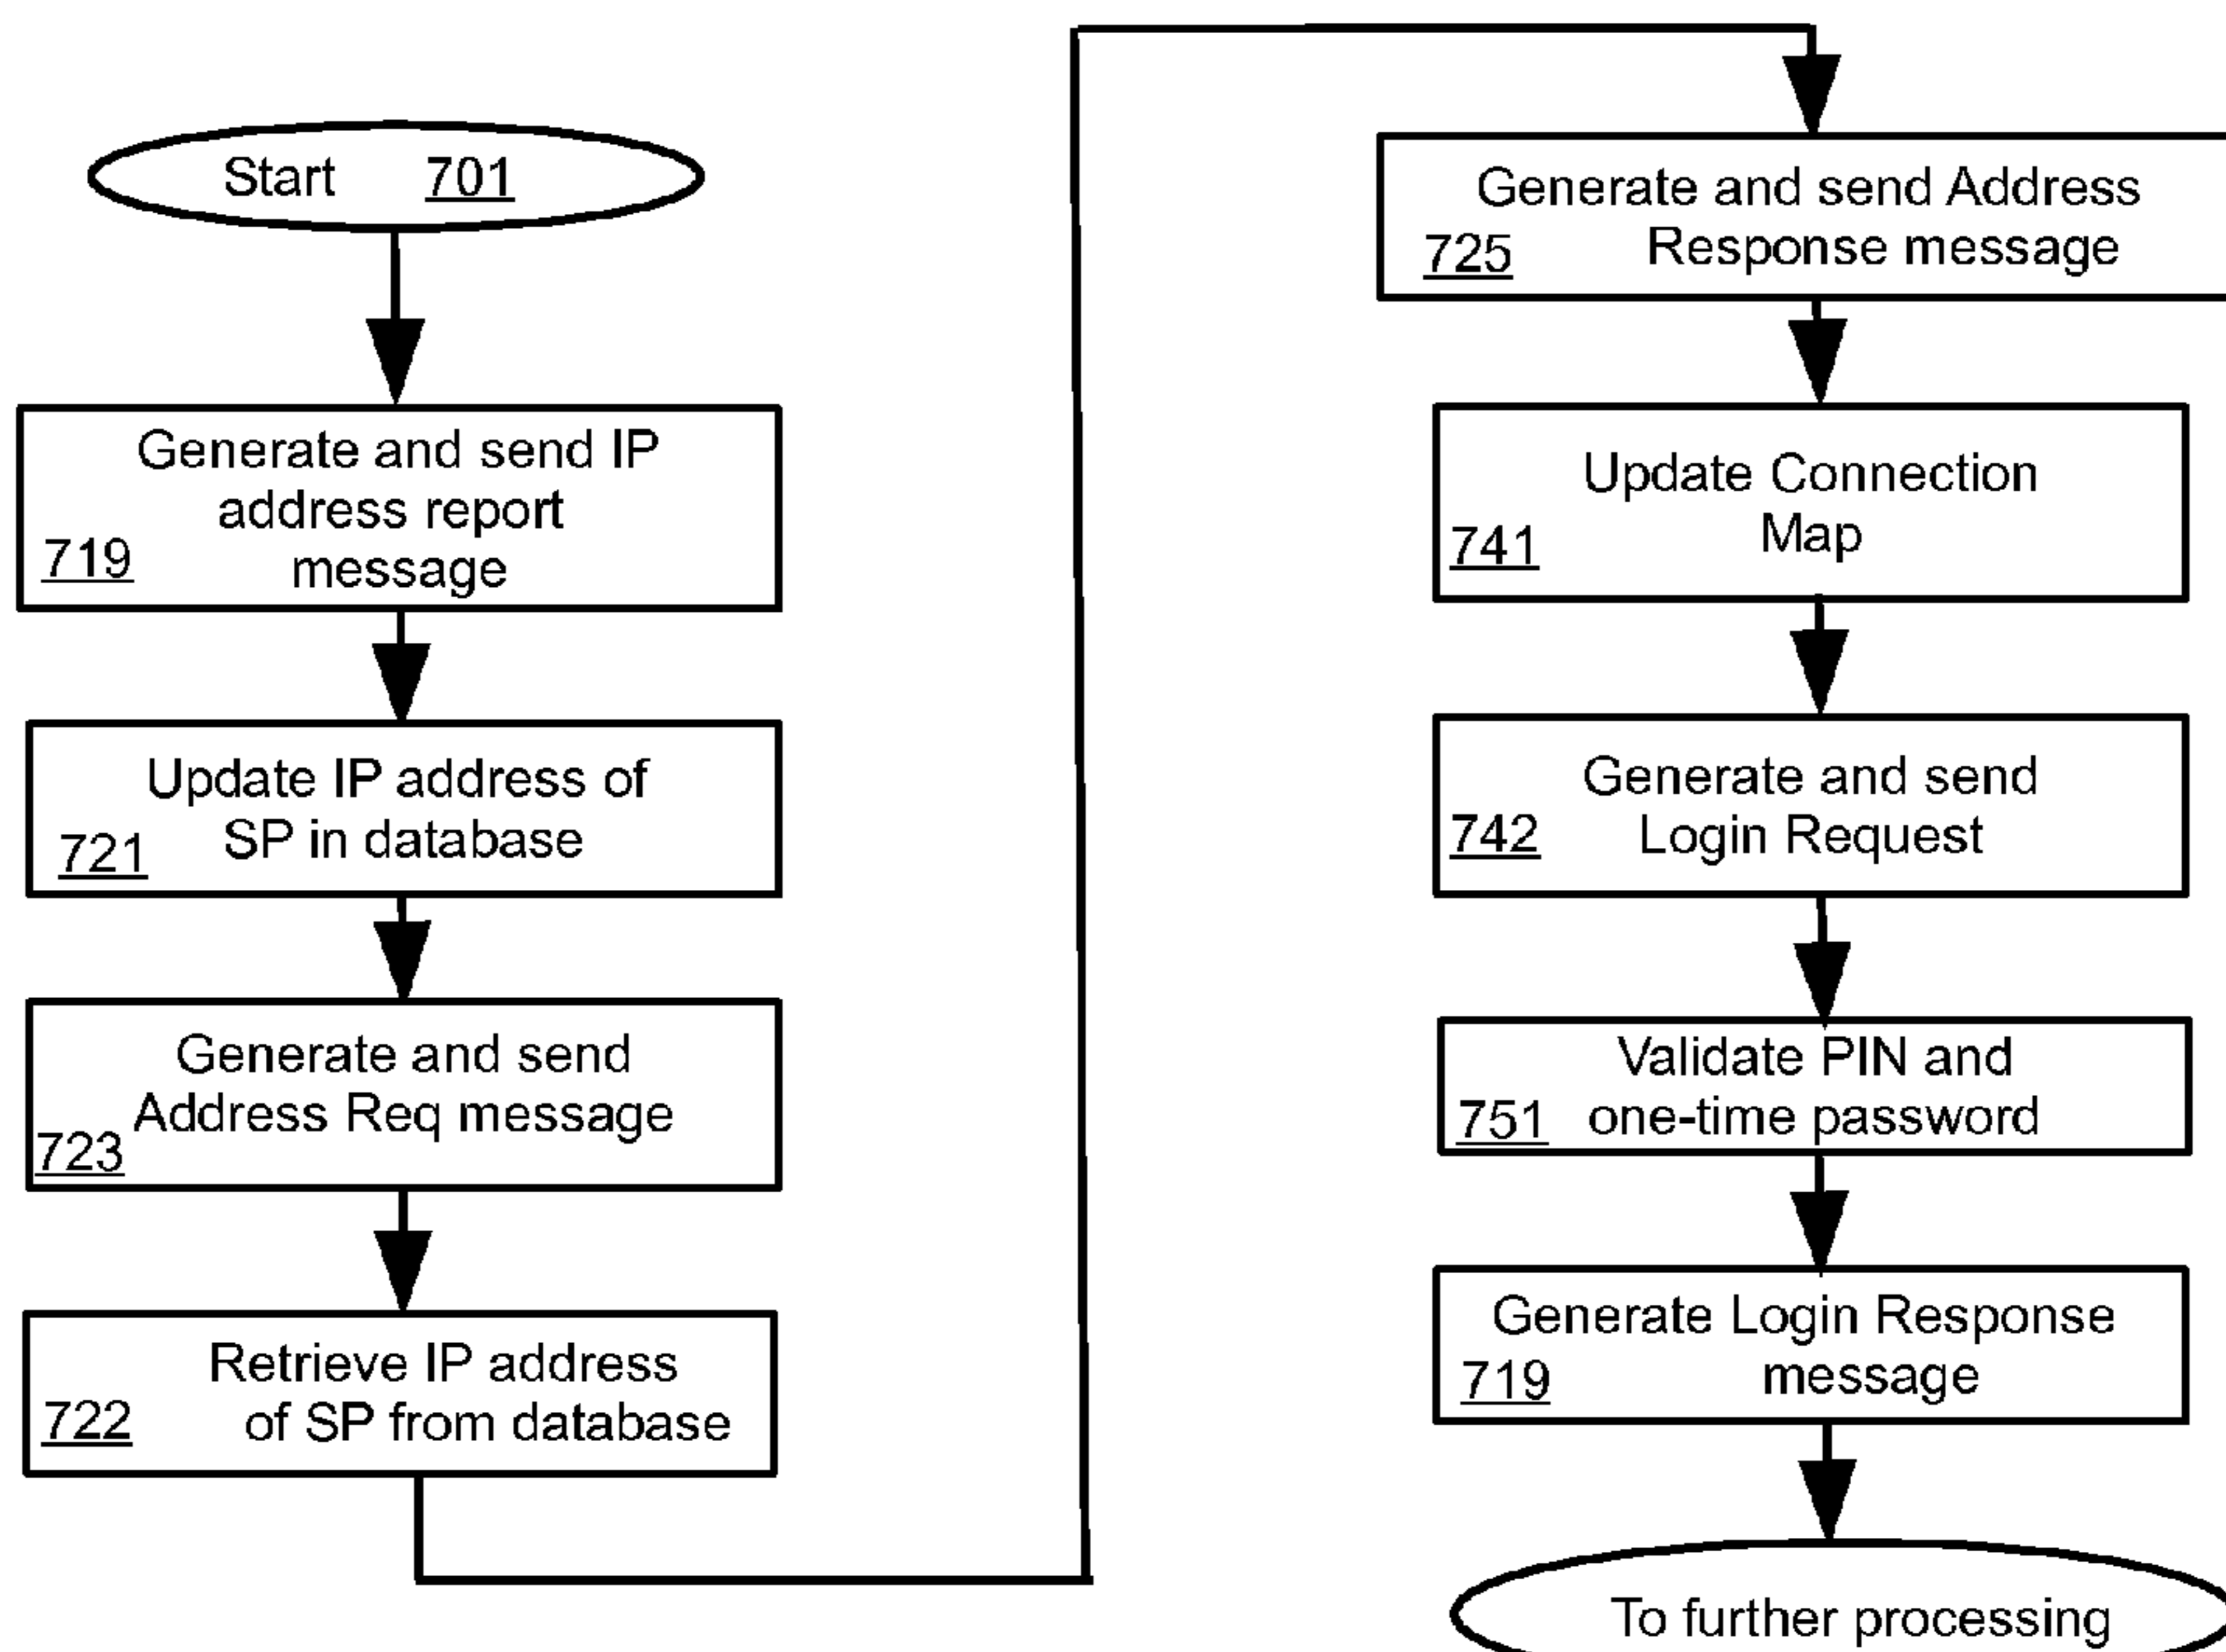 Start 701
Generate and send IP
address report
719 message
Update IP address of
SP in database
721
Generate and send
Address Req message
723
Retrieve IP address
722 of SP from database
Generate and send Address
725 Response message
Update Connection
741 Map
Generate and send
742 Login Request
Validate PIN and
751 one-time password
Generate Login Response
719 message
To further processing